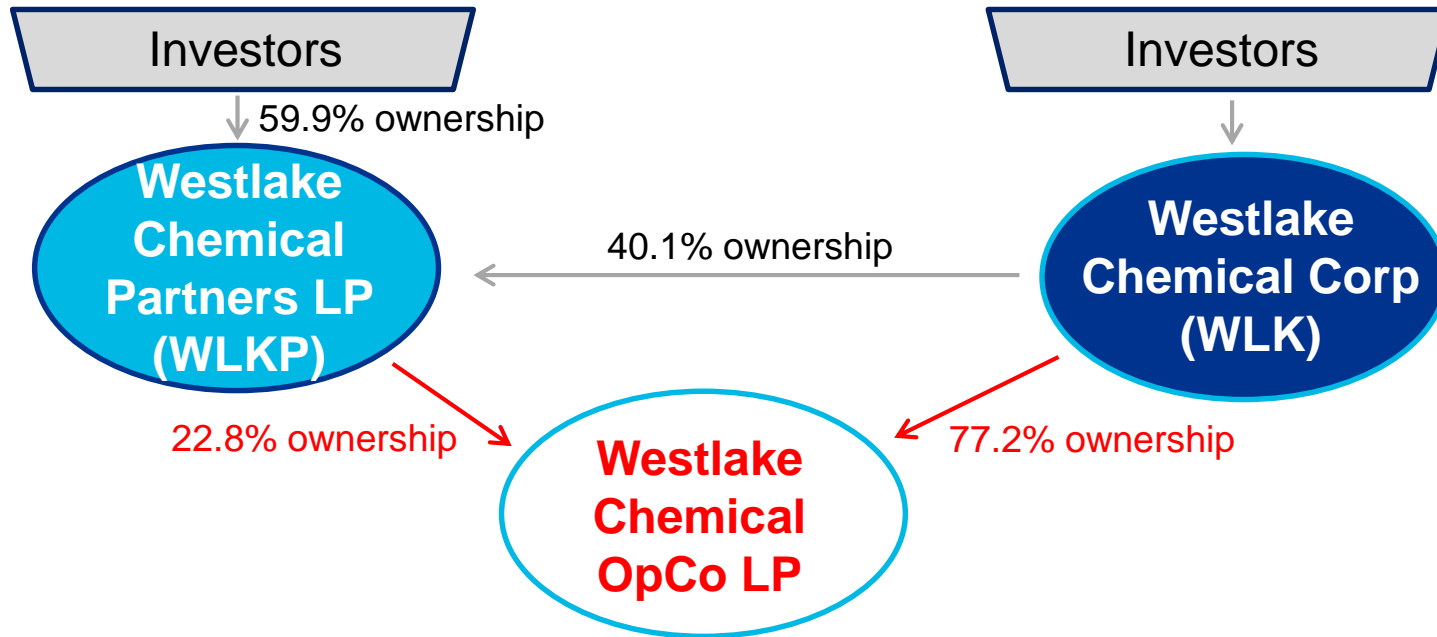 Investors
Investors
59.9% ownership
Westlake
Chemical
Partners LP
(WLKP)
40.1% ownership
Westlake
Chemical Corp
(WLK)
22.8% ownership
77.2% ownership
Westlake
Chemical
OpCo LP